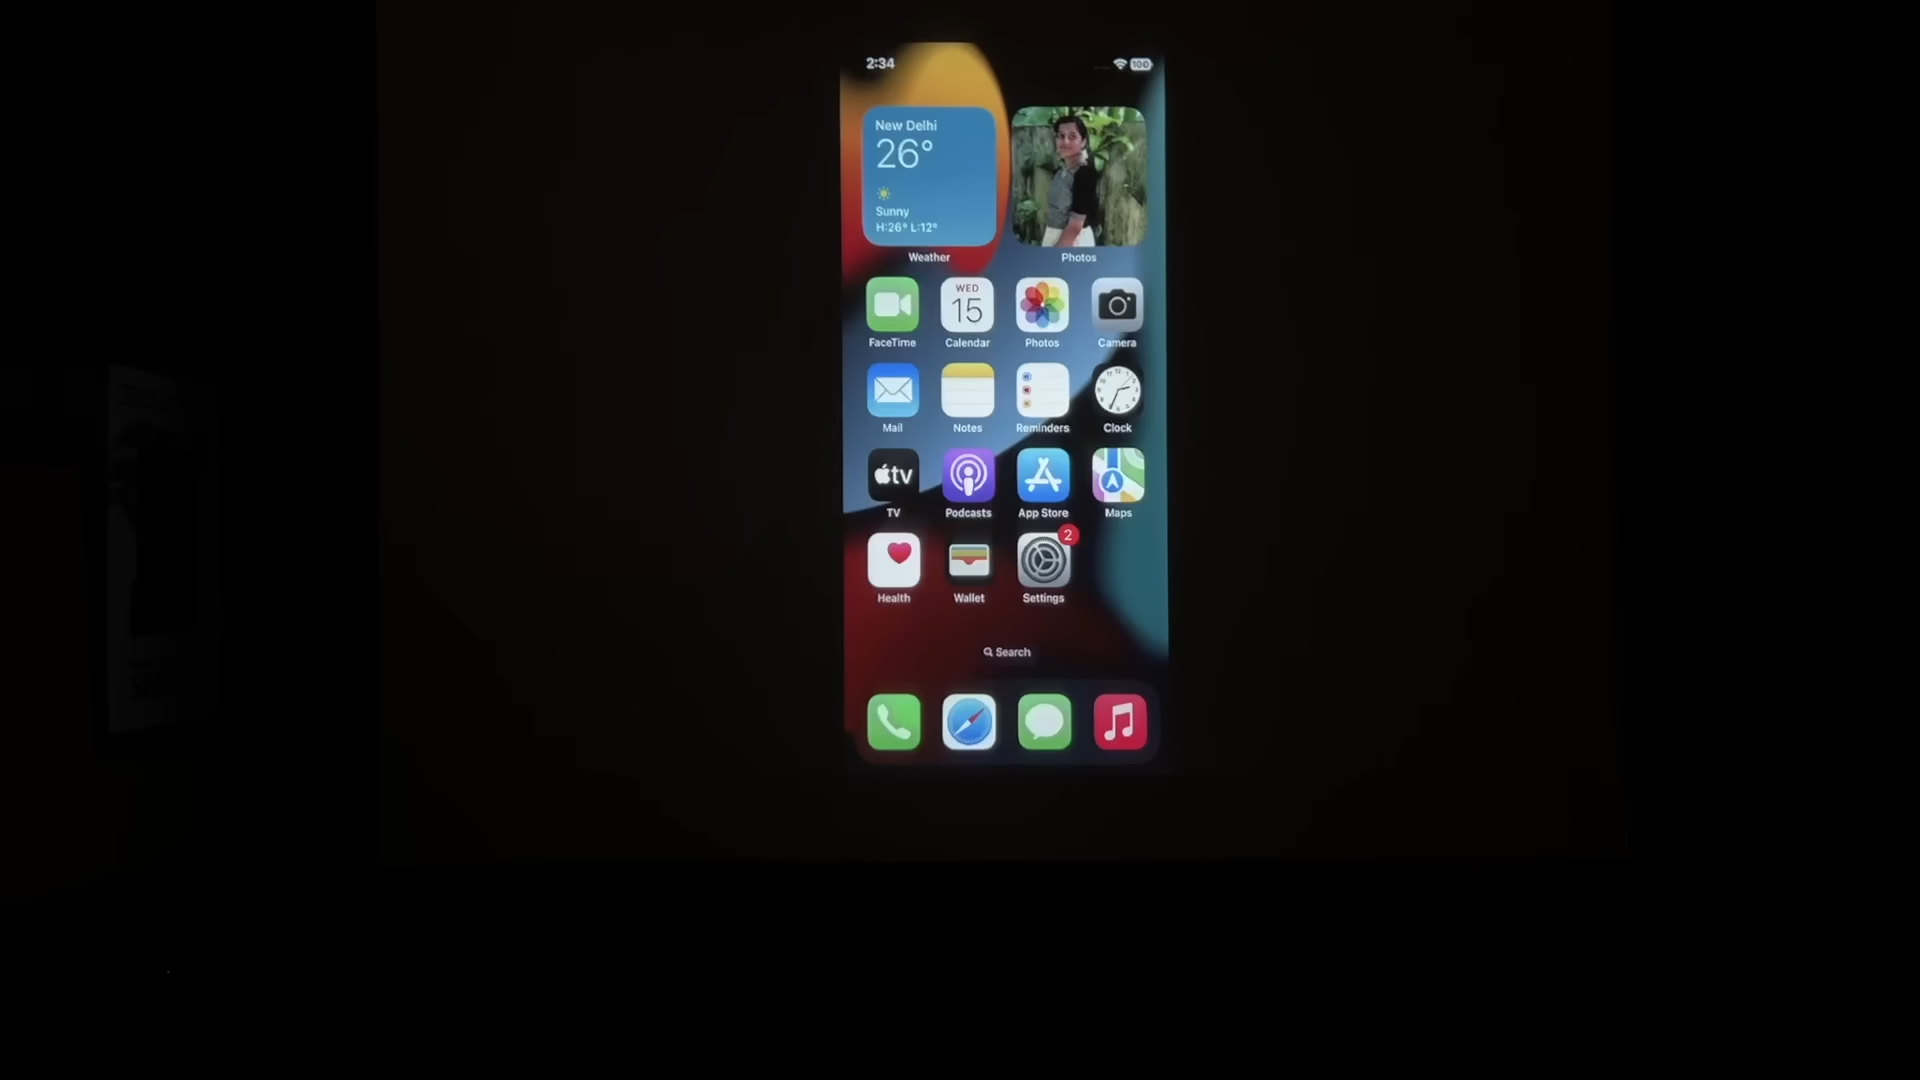 2:34
100
New Delhi
26°
Sunny
H:26° L:12°
Weather
Photos
WED
15
FaceTime
Calendar
Photos
Camera
Mail
Notes
Reminders
Clock
tv
TV
Podcasts
App Store
Maps
2
Health
Wallet
Settings
Search